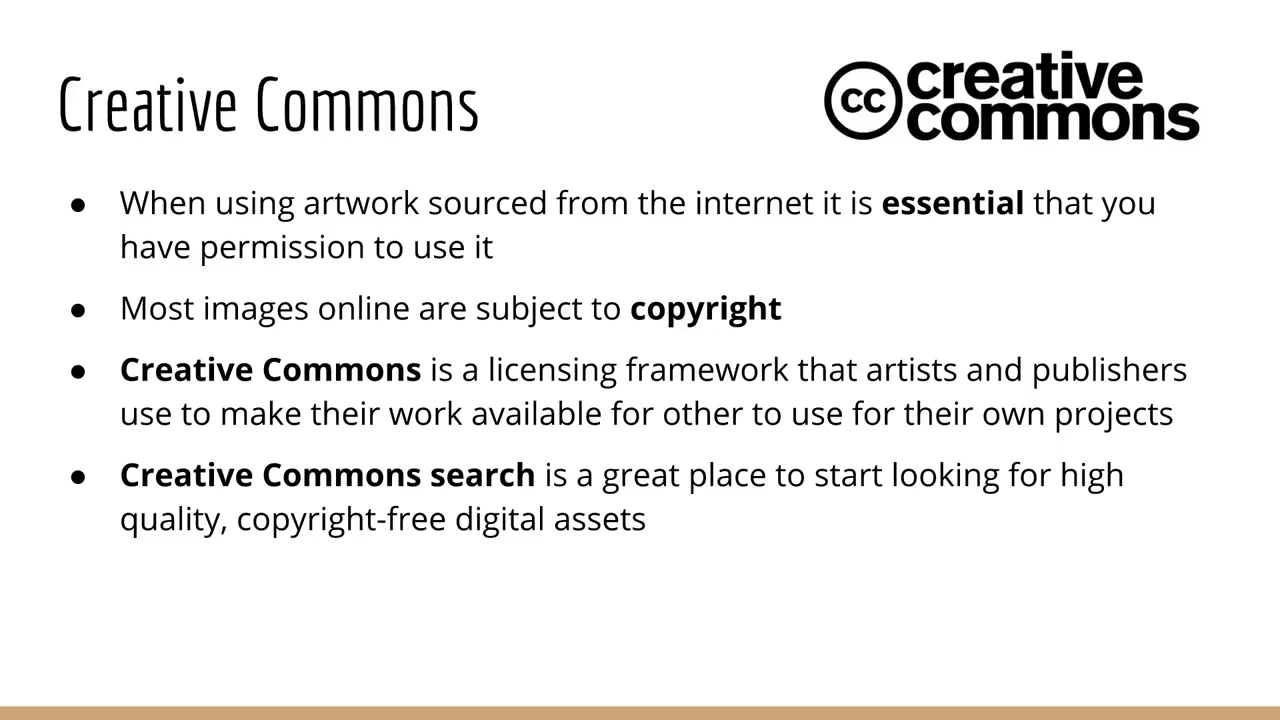 Creative Commons
cc creative
commons
● When using artwork sourced from the internet it is essential that you
have permission to use it
● Most images online are subject to copyright
● Creative Commons is a licensing framework that artists and publishers
use to make their work available for other to use for their own projects
● Creative Commons search is a great place to start looking for high
quality, copyright-free digital assets